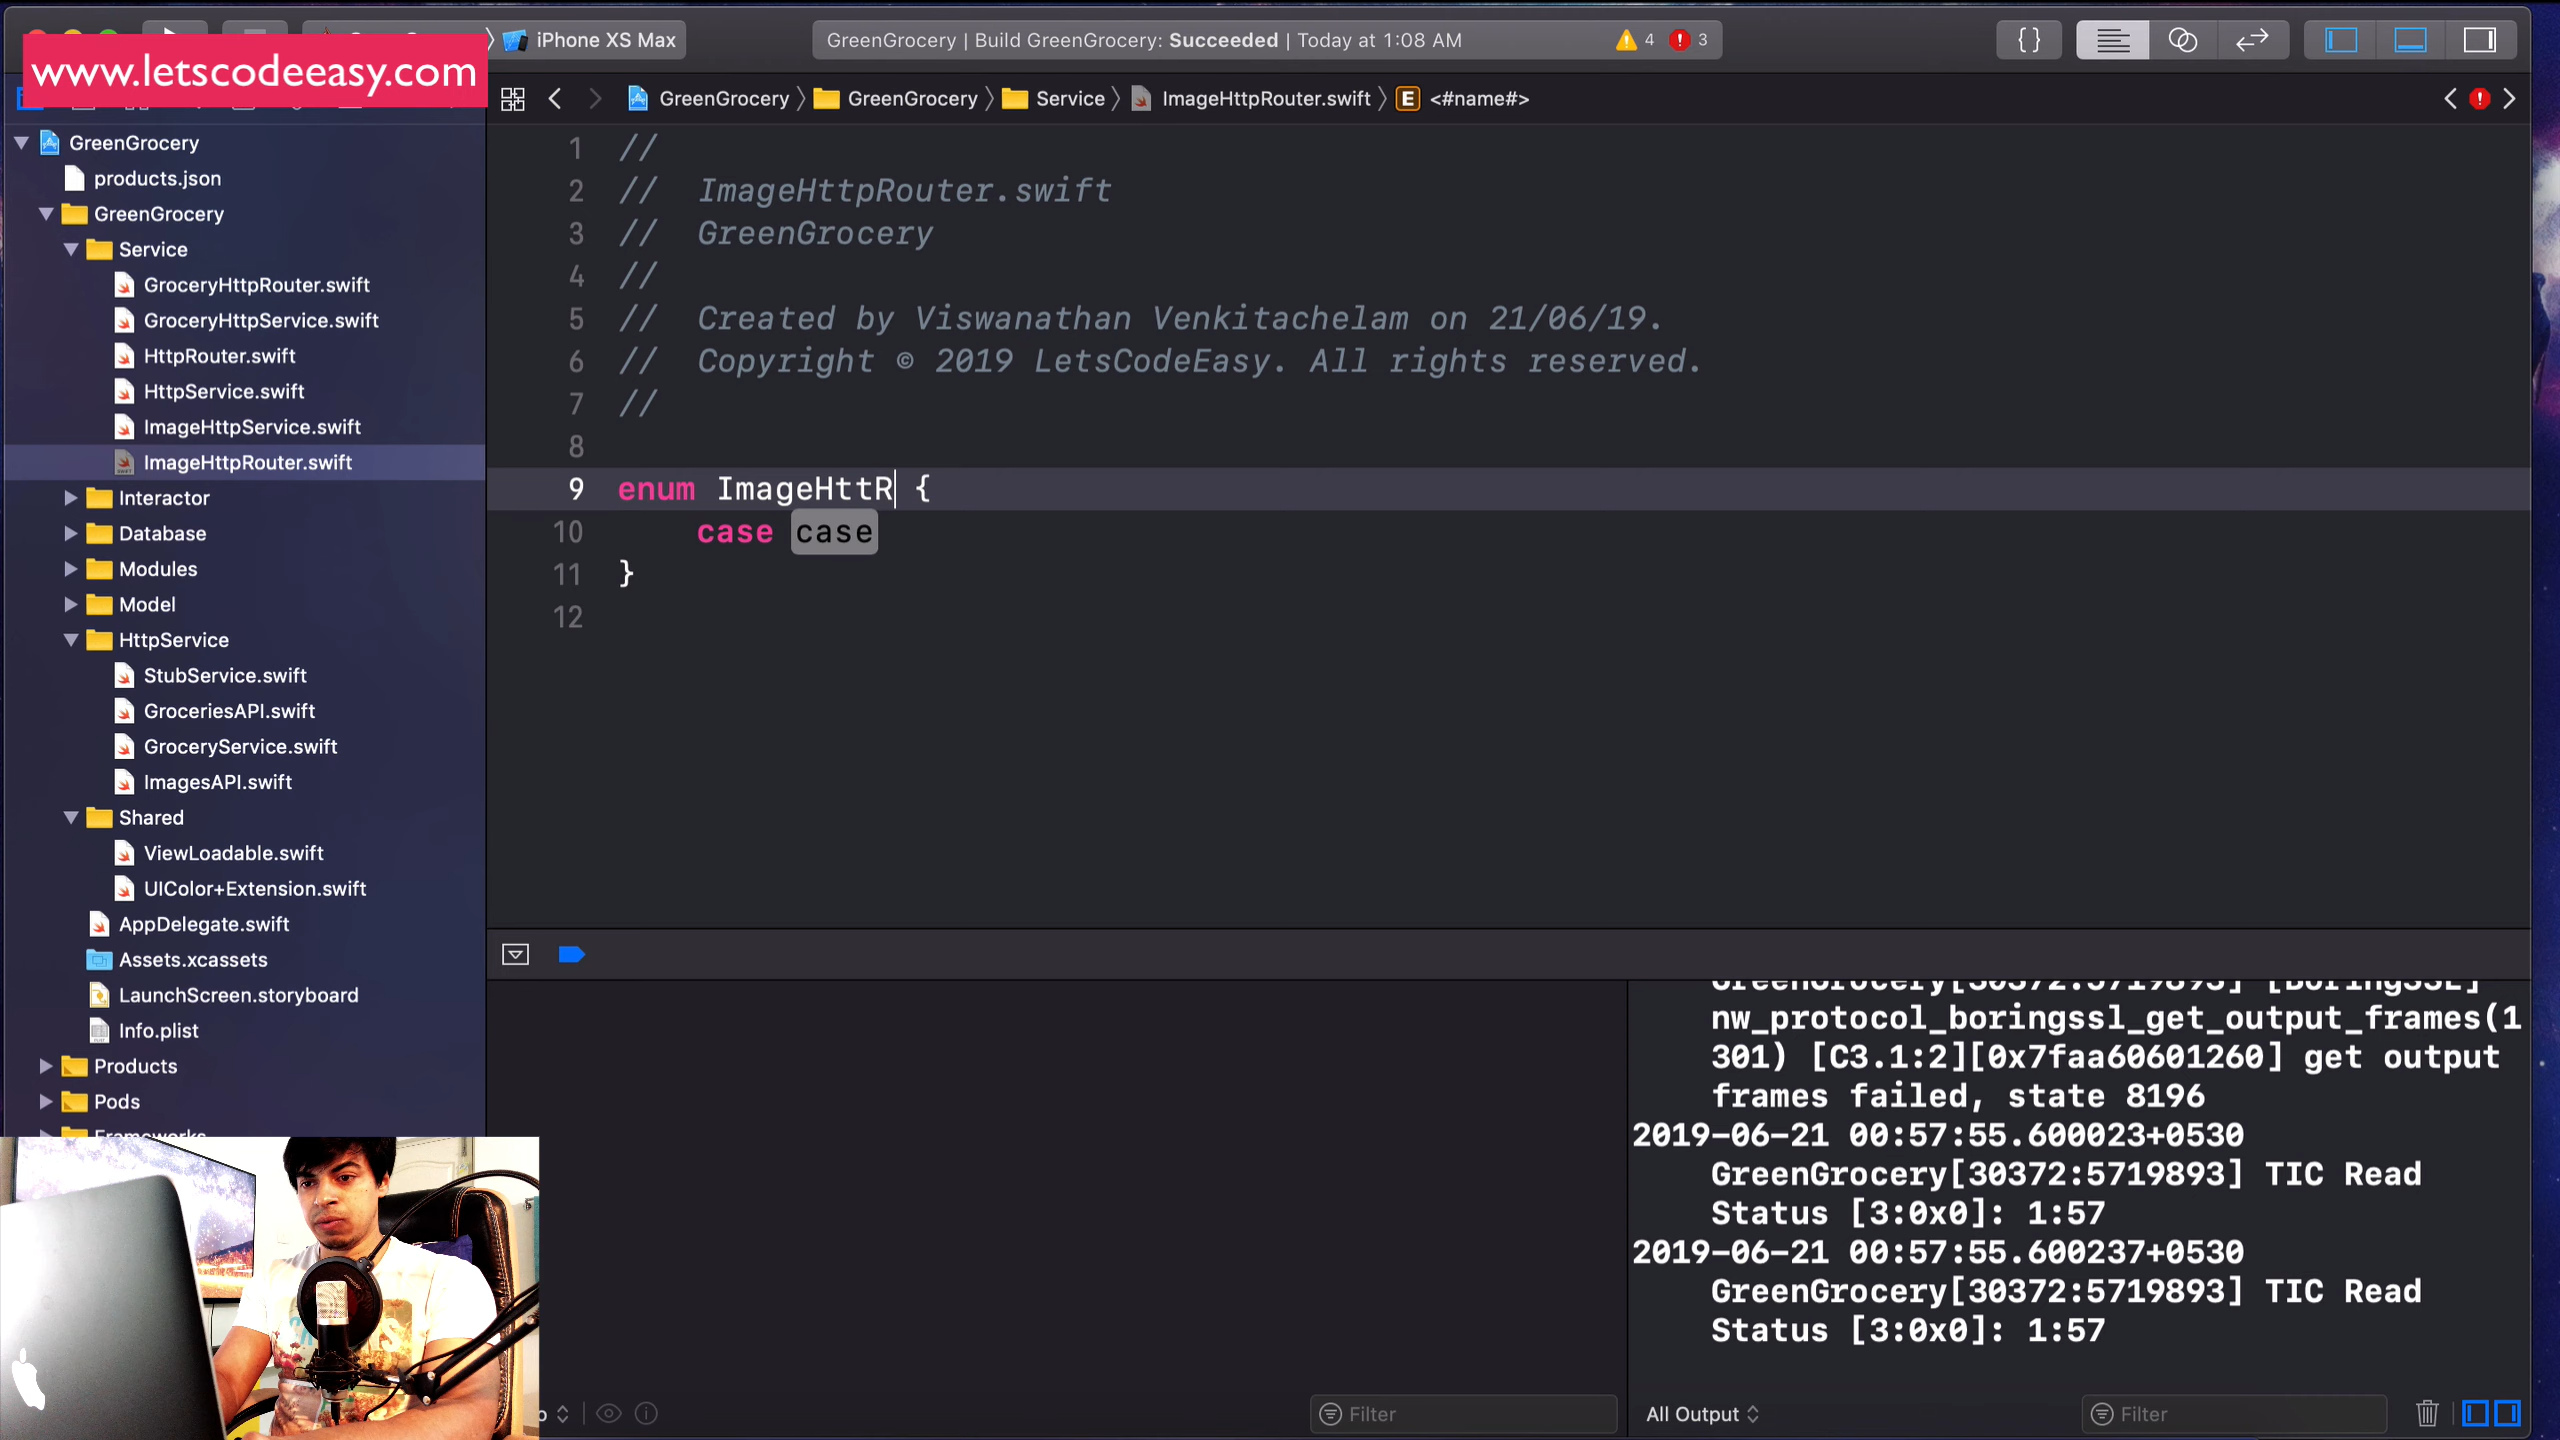 iPhone XS Max
GreenGrocery | Build GreenGrocery: Succeeded | Today at 1:08 AM
4
3
{}
www.letscodeeasy.com
GreenGrocery
GreenGrocery
Service
ImageHttpRouter.swift
E
<#name#>
GreenGrocery
products.json
GreenGrocery
Service
GroceryHttpRouter.swift
GroceryHttpService.swift
HttpRouter.swift
HttpService.swift
ImageHttpService.swift
ImageHttpRouter.swift
Interactor
Database
Modules
Model
HttpService
StubService.swift
GroceriesAPI.swift
GroceryService.swift
ImagesAPI.swift
Shared
ViewLoadable.swift
UIColor+Extension.swift
AppDelegate.swift
Assets.xcassets
LaunchScreen.storyboard
Info.plist
Products
Pods
Frameworks
1 //
2 //  ImageHttpRouter.swift
3 //  GreenGrocery
4 //
5 //  Created by Viswanathan Venkitachelam on 21/06/19.
6 //  Copyright © 2019 LetsCodeEasy. All rights reserved.
7 //
8
9 enum ImageHttR {
10     case case
11 }
12
GreenGrocery[30372:5719893] [BoringSSL]
nw_protocol_boringssl_get_output_frames(1
301) [C3.1:2][0x7faa60601260] get output
frames failed, state 8196
2019-06-21 00:57:55.600023+0530
GreenGrocery[30372:5719893] TIC Read
Status [3:0x0]: 1:57
2019-06-21 00:57:55.600237+0530
GreenGrocery[30372:5719893] TIC Read
Status [3:0x0]: 1:57
Filter
All Output
Filter